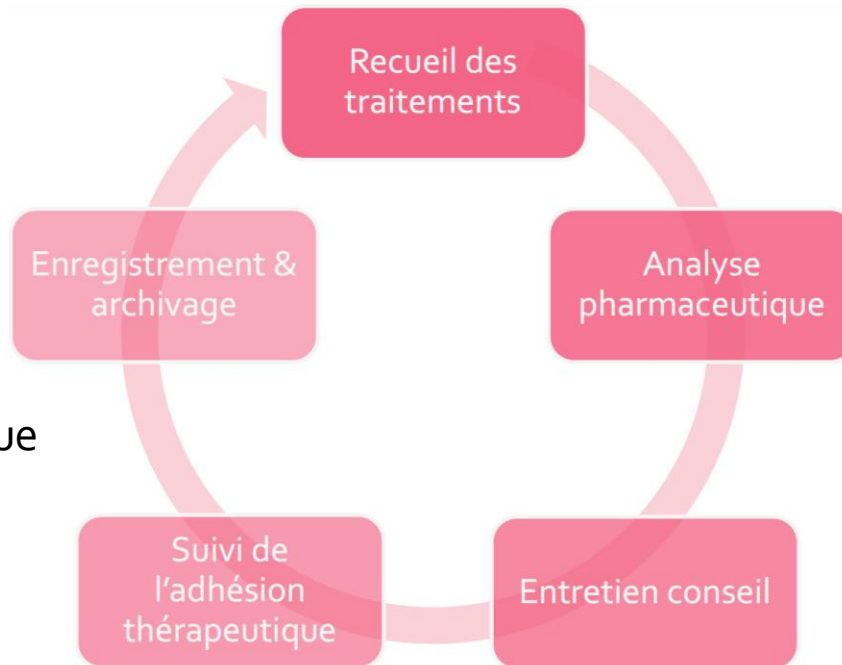 Recueil des
traitements
Analyse
pharmaceutique
Entretien conseil
Suivi de
l'adhésion
thérapeutique
Enregistrement &
archivage
ue